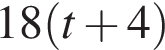 18(t + 4)